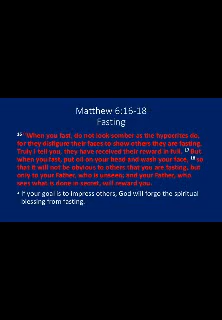 Matthew 6:16-18
Fasting
16 "When you fast, do not look somber as the hypocrites do,
for they disfigure their faces to show others they are fasting.
Truly I tell you, they have received their reward in full. 17 But
when you fast, put oil on your head and wash your face, 18 so
that it will not be obvious to others that you are fasting, but
only to your Father, who is unseen; and your Father, who
sees what is done in secret, will reward you.
• If your goal is to impress others, God will forgo the spiritual
blessing from fasting.